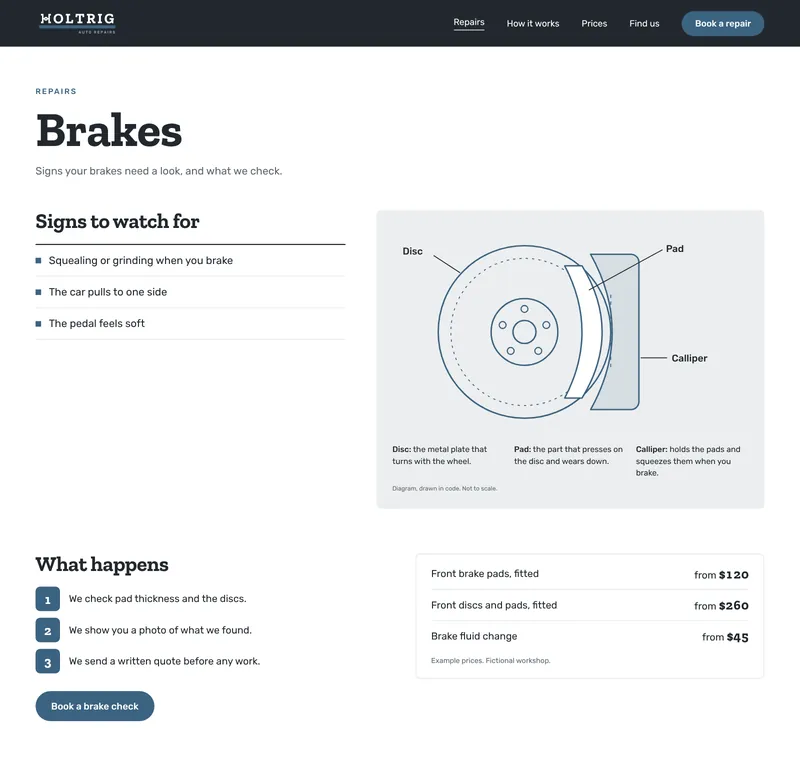 HOLTRIG
AUTO REPAIRS
Repairs
How it works
Prices
Find us
Book a repair
REPAIRS
Brakes
Signs your brakes need a look, and what we check.
Signs to watch for
Squealing or grinding when you brake
The car pulls to one side
The pedal feels soft
Disc
Pad
Calliper
Disc: the metal plate that
turns with the wheel.
Pad: the part that presses on
the disc and wears down.
Calliper: holds the pads and
squeezes them when you
brake.
Diagram, drawn in code. Not to scale.
What happens
1 We check pad thickness and the discs.
2 We show you a photo of what we found.
3 We send a written quote before any work.
Book a brake check
Front brake pads, fitted from $120
Front discs and pads, fitted from $260
Brake fluid change from $45
Example prices. Fictional workshop.